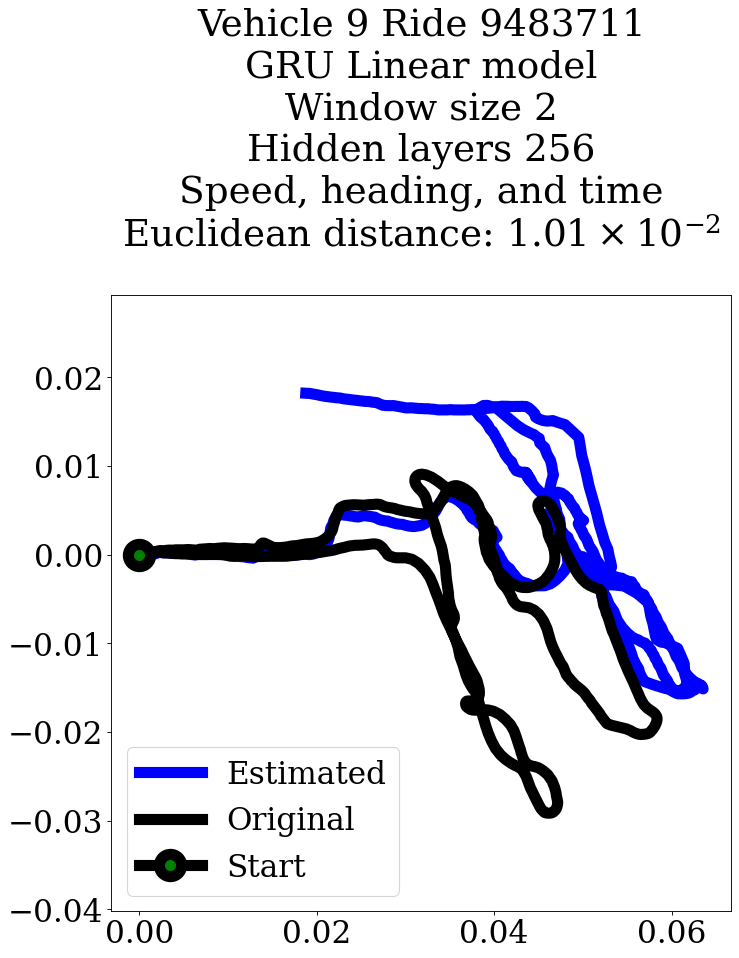 Vehicle 9 Ride 9483711
GRU Linear model
Window size 2
Hidden layers 256
Speed, heading, and time
Euclidean distance: 1.01 × 10⁻²
0.02
0.01
0.00
−0.01
−0.02
−0.03
−0.04
Estimated
Original
Start
0.00 0.02 0.04 0.06